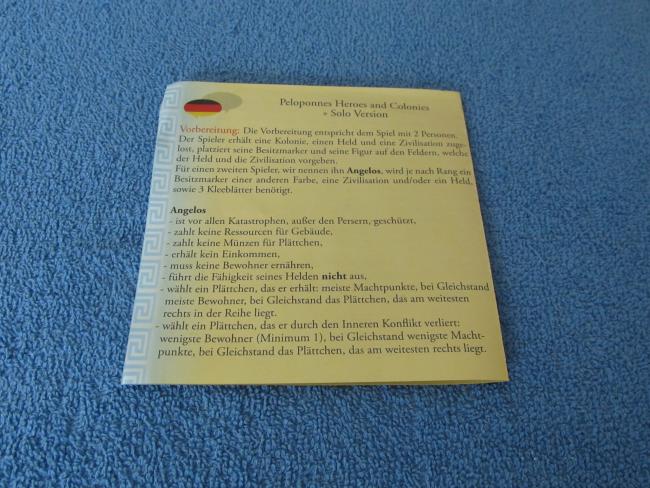 Peloponnes Heroes and Colonies
» Solo Version
Vorbereitung: Die Vorbereitung entspricht dem Spiel mit 2 Personen.
Der Spieler erhält eine Kolonie, einen Held und eine Zivilisation zuge-
lost, platziert seine Besitzmarker und seine Figur auf den Feldern, welche
der Held und die Zivilisation vorgeben.
Für einen zweiten Spieler, wir nennen ihn Angelos, wird je nach Rang ein
Besitzmarker einer anderen Farbe, eine Zivilisation und/oder ein Held,
sowie 3 Kleeblätter benötigt.
Angelos
- ist vor allen Katastrophen, außer den Persern, geschützt,
- zahlt keine Ressourcen für Gebäude,
- zahlt keine Münzen für Plättchen,
- erhält kein Einkommen,
- muss keine Bewohner ernähren,
- führt die Fähigkeit seines Helden nicht aus,
- wählt ein Plättchen, das er erhält: meiste Machtpunkte, bei Gleichstand
meiste Bewohner, bei Gleichstand das Plättchen, das am weitesten
rechts in der Reihe liegt.
- wählt ein Plättchen, das er durch den Inneren Konflikt verliert:
wenigste Bewohner (Minimum 1), bei Gleichstand wenigste Macht-
punkte, bei Gleichstand das Plättchen, das am weitesten rechts liegt.